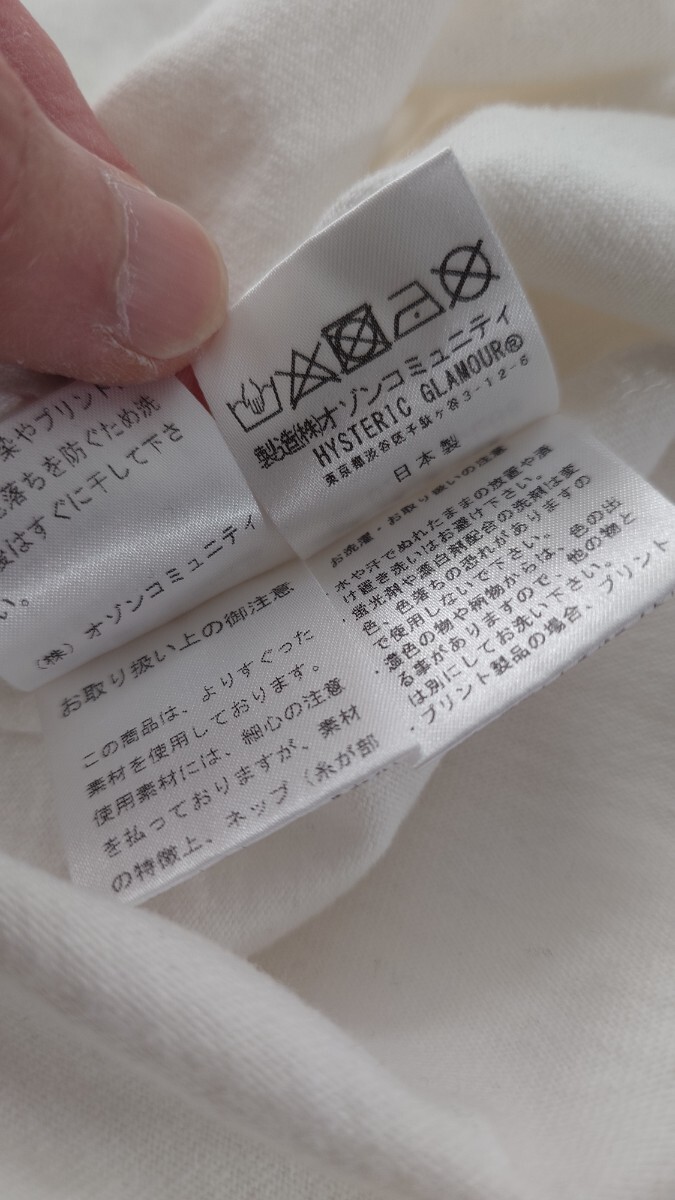 製造(株)オゾンコミュニティ
HYSTERIC GLAMOUR®
東京都渋谷区千駄ヶ谷3-12-6
日本製
お洗濯・お取り扱いの注意
・水や汗でぬれたままの放置や漬
け置き洗いはお避け下さい。
・蛍光剤や漂白剤配合の洗剤は変
色、色落ちの恐れがありますの
で使用しないで下さい。
・濃色の物や柄物からは、色の出
る事がありますので、他の物と
は別にしてお洗い下さい。
・プリント製品の場合、プリント
染やプリント
落ちを防ぐため洗
はすぐに干して下さ
い。
(株) オゾンコミュニティ
お取り扱い上の御注意
この商品は、よりすぐった
素材を使用しております。
使用素材には、細心の注意
を払っておりますが、素材
の特徴上、ネップ（糸が部